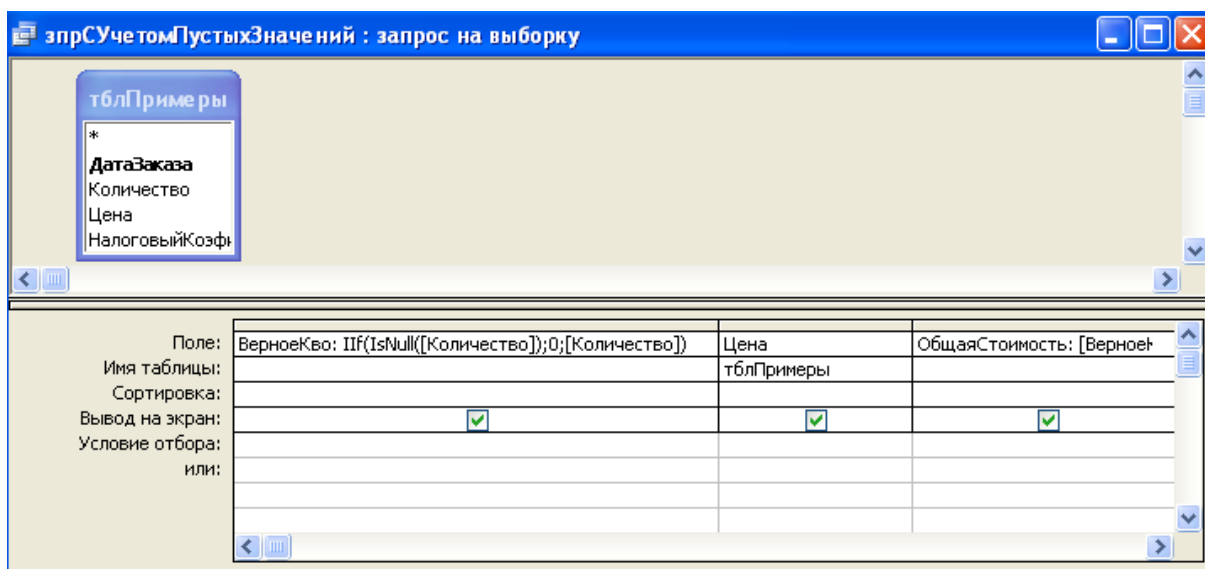 зпрСУчетомПустыхЗначений : запрос на выборку
тблПримеры
*
ДатаЗаказа
Количество
Цена
НалоговыйКоэф
Поле: ВерноеКво: IIf(IsNull([Количество]);0;[Количество]) Цена ОбщаяСтоимость: [Верное
Имя таблицы: тблПримеры
Сортировка:
Вывод на экран:
Условие отбора:
или: